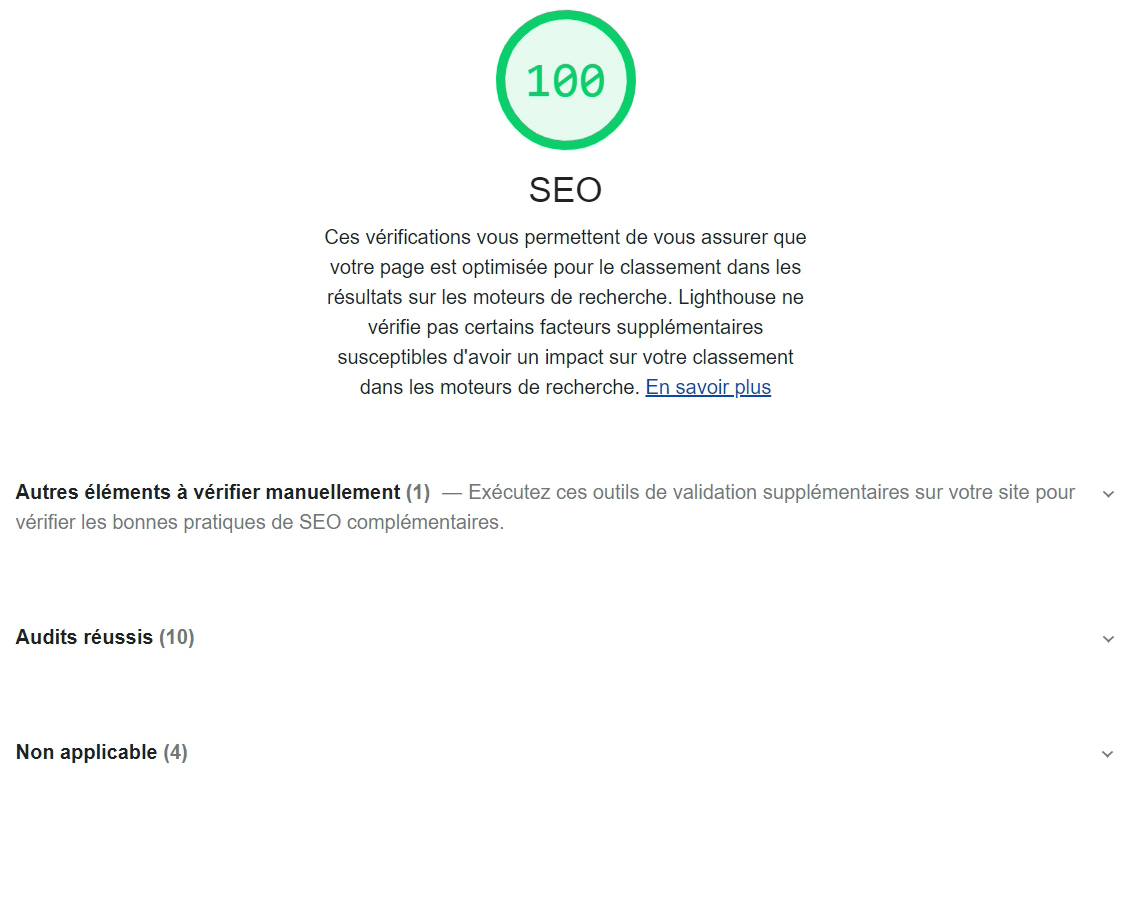 100
SEO
Ces vérifications vous permettent de vous assurer que
votre page est optimisée pour le classement dans les
résultats sur les moteurs de recherche. Lighthouse ne
vérifie pas certains facteurs supplémentaires
susceptibles d'avoir un impact sur votre classement
dans les moteurs de recherche. En savoir plus
Autres éléments à vérifier manuellement (1) — Exécutez ces outils de validation supplémentaires sur votre site pour
vérifier les bonnes pratiques de SEO complémentaires.
Audits réussis (10)
Non applicable (4)